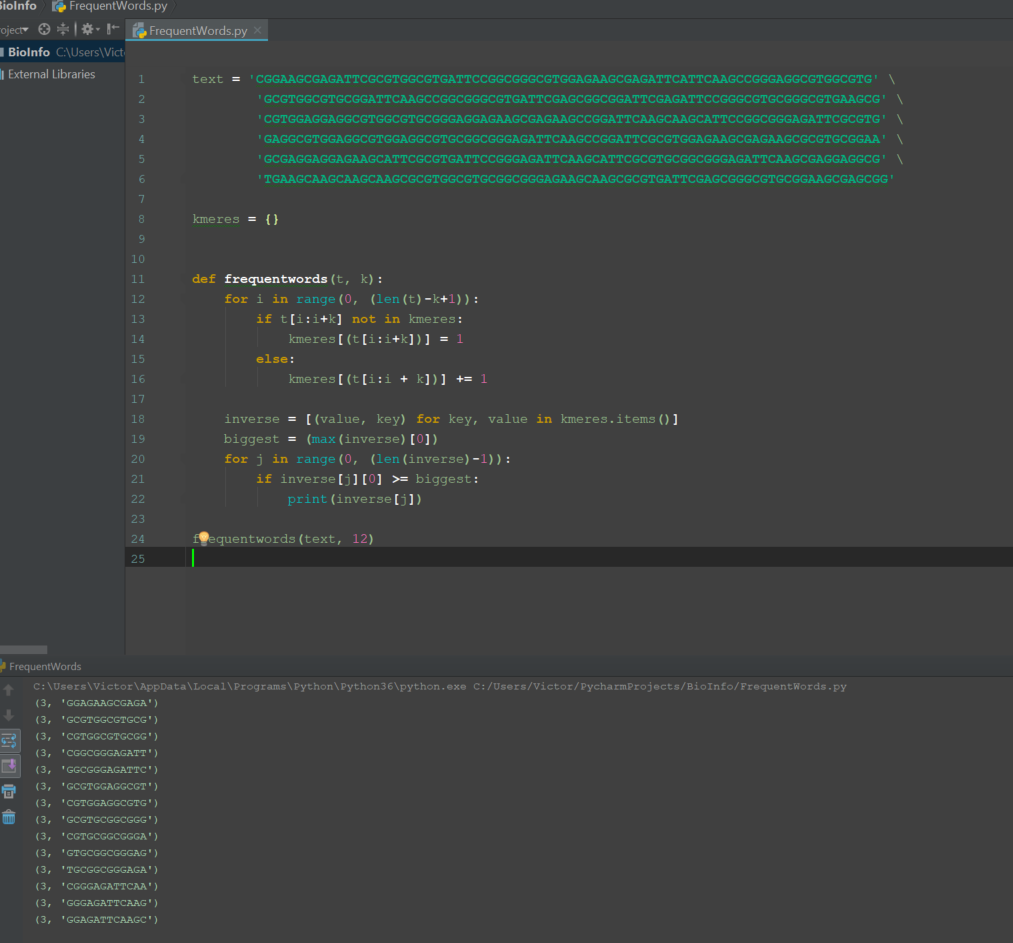 BioInfo FrequentWords.py
oject
FrequentWords.py ×
BioInfo C:\Users\Vict
External Libraries
1 text = 'CGGAAGCGAGATTCGCGTGGCGTGATTCCGGCGGGCGTGGAGAAGCGAGATTCATTCAAGCCGGGAGGCGTGGCGTG' \
2 'GCGTGGCGTGCGGATTCAAGCCGGCGGGCGTGATTCGAGCGGCGGATTCGAGATTCCGGGCGTGCGGGCGTGAAGCG' \
3 'CGTGGAGGAGGCGTGGCGTGCGGGAGGAGAAGCGAGAAGCCGGATTCAAGCAAGCATTCCGGCGGGAGATTCGCGTG' \
4 'GAGGCGTGGAGGCGTGGAGGCGTGCGGCGGGAGATTCAAGCCGGATTCGCGTGGAGAAGCGAGAAGCGCGTGCGGAA' \
5 'GCGAGGAGGAGAAGCATTCGCGTGATTCCGGGAGATTCAAGCATTCGCGTGCGGCGGGAGATTCAAGCGAGGAGGCG' \
6 'TGAAGCAAGCAAGCAAGCGCGTGGCGTGCGGCGGGAGAAGCAAGCGCGTGATTCGAGCGGGCGTGCGGAAGCGAGCGG'
7
8 kmeres = {}
9
10
11 def frequentwords(t, k):
12 for i in range(0, (len(t)-k+1)):
13 if t[i:i+k] not in kmeres:
14 kmeres[(t[i:i+k])] = 1
15 else:
16 kmeres[(t[i:i + k])] += 1
17
18 inverse = [(value, key) for key, value in kmeres.items()]
19 biggest = (max(inverse)[0])
20 for j in range(0, (len(inverse)-1)):
21 if inverse[j][0] >= biggest:
22 print(inverse[j])
23
24 frequentwords(text, 12)
25
FrequentWords
C:\Users\Victor\AppData\Local\Programs\Python\Python36\python.exe C:/Users/Victor/PycharmProjects/BioInfo/FrequentWords.py
(3, 'GGAGAAGCGAGA')
(3, 'GCGTGGCGTGCG')
(3, 'CGTGGCGTGCGG')
(3, 'CGGCGGGAGATT')
(3, 'GGCGGGAGATTC')
(3, 'GCGTGGAGGCGT')
(3, 'CGTGGAGGCGTG')
(3, 'GCGTGCGGCGGG')
(3, 'CGTGCGGCGGGA')
(3, 'GTGCGGCGGGAG')
(3, 'TGCGGCGGGAGA')
(3, 'CGGGAGATTCAA')
(3, 'GGGAGATTCAAG')
(3, 'GGAGATTCAAGC')